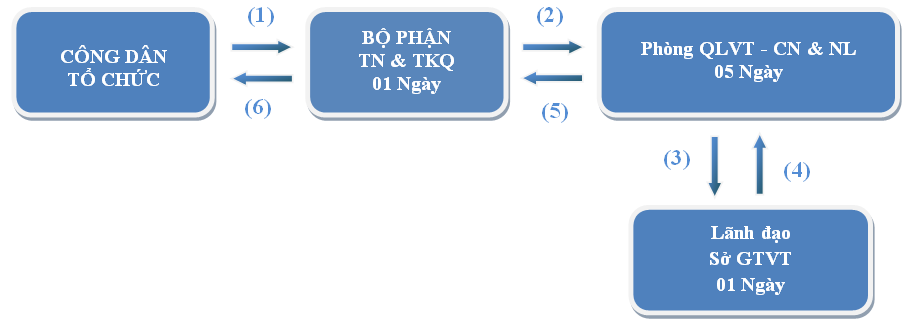 (1)
(2)
CÔNG DÂN
TỔ CHỨC
BỘ PHẬN
TN & TKQ
01 Ngày
Phòng QLVT - CN & NL
05 Ngày
(6)
(5)
(3)
(4)
Lãnh đạo
Sở GTVT
01 Ngày